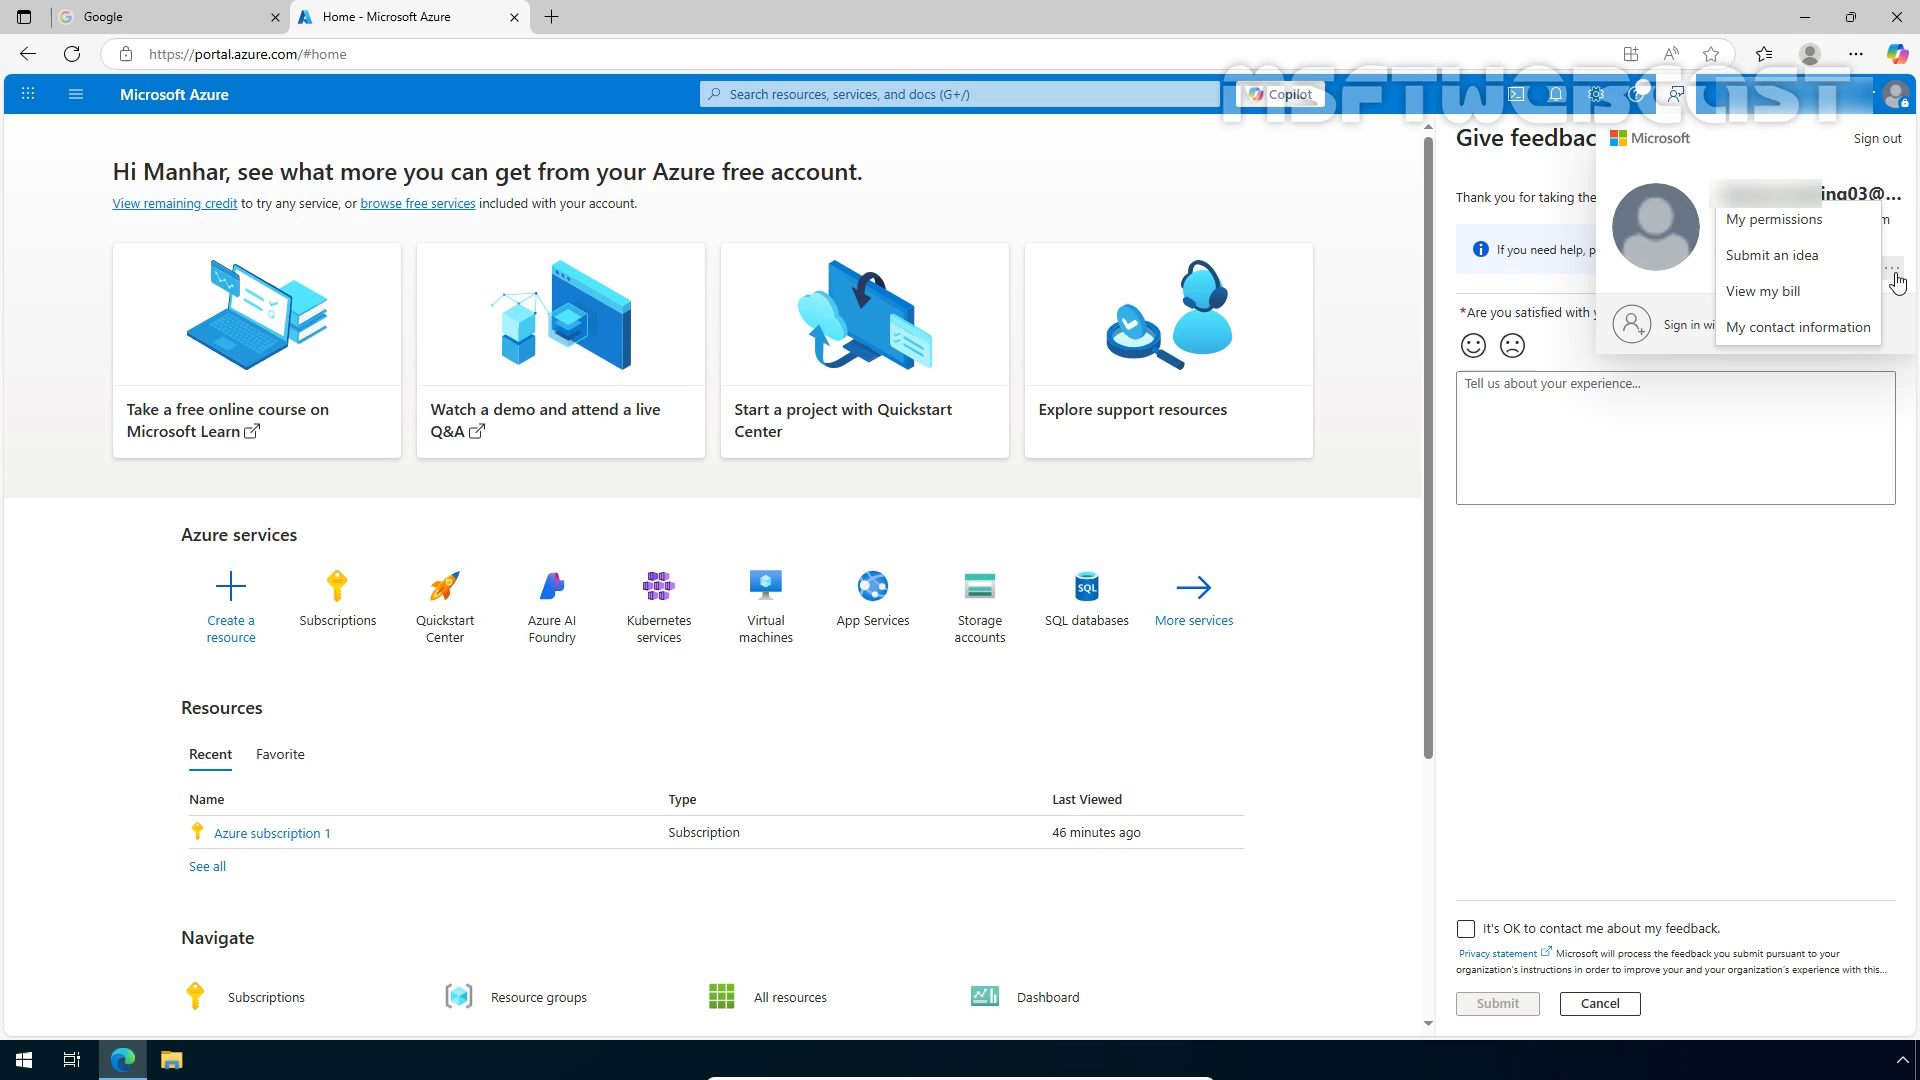 Google
Home - Microsoft Azure
https://portal.azure.com/#home
MSFTWEBCAST
Microsoft Azure
Search resources, services, and docs (G+/)
Copilot
Hi Manhar, see what more you can get from your Azure free account.
View remaining credit to try any service, or browse free services included with your account.
Take a free online course on
Microsoft Learn
Watch a demo and attend a live
Q&A
Start a project with Quickstart
Center
Explore support resources
Azure services
Create a
resource
Subscriptions
Quickstart
Center
Azure AI
Foundry
Kubernetes
services
Virtual
machines
App Services
Storage
accounts
SQL
SQL databases
More services
Resources
Recent
Favorite
Name
Type
Last Viewed
Azure subscription 1
Subscription
46 minutes ago
See all
Navigate
Subscriptions
Resource groups
All resources
Dashboard
Give feedbac
Microsoft
Sign out
Thank you for taking the
ing03@...
m
My permissions
Submit an idea
View my bill
My contact information
If you need help, p
Sign in wi
*Are you satisfied with y
Tell us about your experience...
It's OK to contact me about my feedback.
Privacy statement Microsoft will process the feedback you submit pursuant to your
organization's instructions in order to improve your and your organization's experience with this...
Submit
Cancel